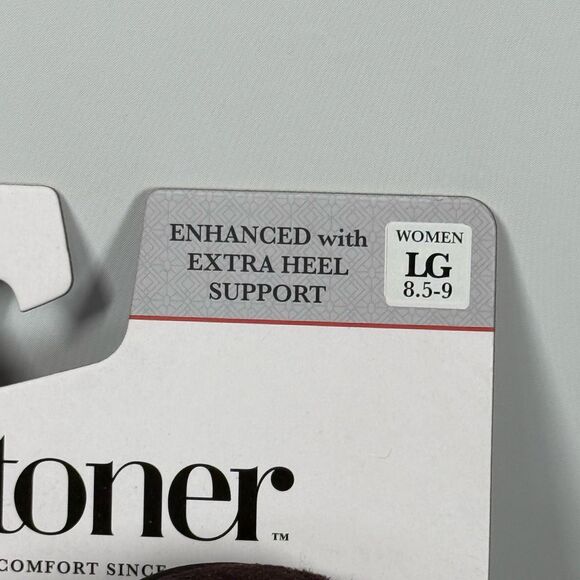 ENHANCED with
EXTRA HEEL
SUPPORT
WOMEN
LG
8.5-9
toner™
COMFORT SINCE